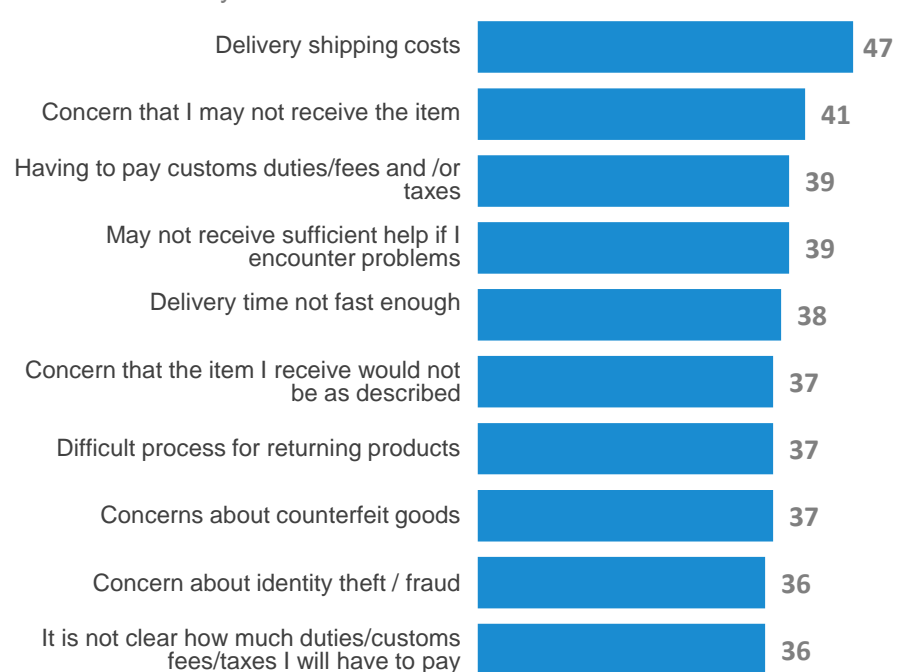 Delivery shipping costs
47
Concern that I may not receive the item
41
Having to pay customs duties/fees and /or
taxes
39
May not receive sufficient help if I
encounter problems
39
Delivery time not fast enough
38
Concern that the item I receive would not
be as described
37
Difficult process for returning products
37
Concerns about counterfeit goods
37
Concern about identity theft / fraud
36
It is not clear how much duties/customs
fees/taxes I will have to pay
36